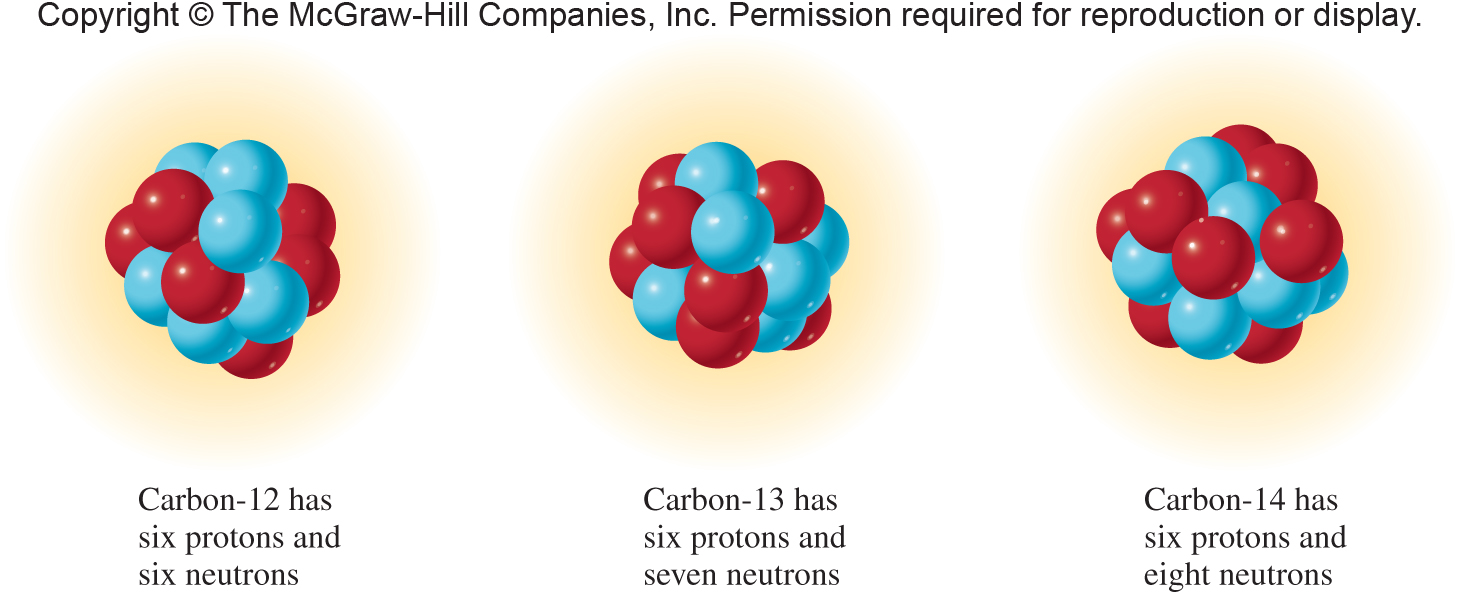 Copyright © The McGraw-Hill Companies, Inc. Permission required for reproduction or display.
Carbon-12 has
six protons and
six neutrons
Carbon-13 has
six protons and
seven neutrons
Carbon-14 has
six protons and
eight neutrons